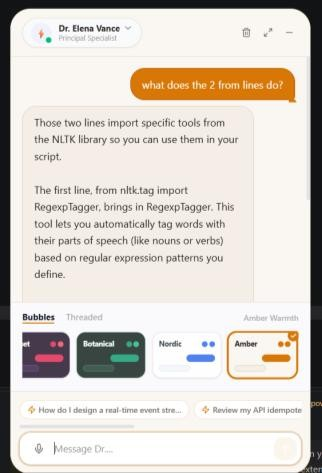 Dr. Elena Vance
Principal Specialist
what does the 2 from lines do?
Those two lines import specific tools from
the NLTK library so you can use them in your
script.
The first line, from nltk.tag import
RegexpTagger, brings in RegexpTagger. This
tool lets you automatically tag words with
their parts of speech (like nouns or verbs)
based on regular expression patterns you
define.
Bubbles Threaded Amber Warmth
Botanical Nordic Amber
How do I design a real-time event stre... Review my API idempote
Message Dr....